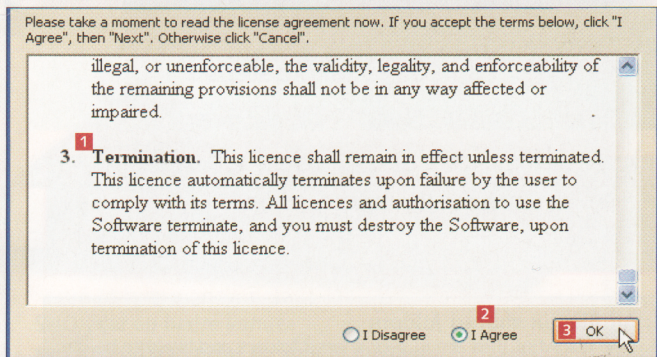 Please take a moment to read the license agreement now. If you accept the terms below, click "I
Agree", then "Next". Otherwise click "Cancel".
illegal, or unenforceable, the validity, legality, and enforceability of
the remaining provisions shall not be in any way affected or
impaired.
1
3. Termination. This licence shall remain in effect unless terminated.
This licence automatically terminates upon failure by the user to
comply with its terms. All licences and authorisation to use the
Software terminate, and you must destroy the Software, upon
termination of this licence.
2
I Disagree I Agree 3 OK